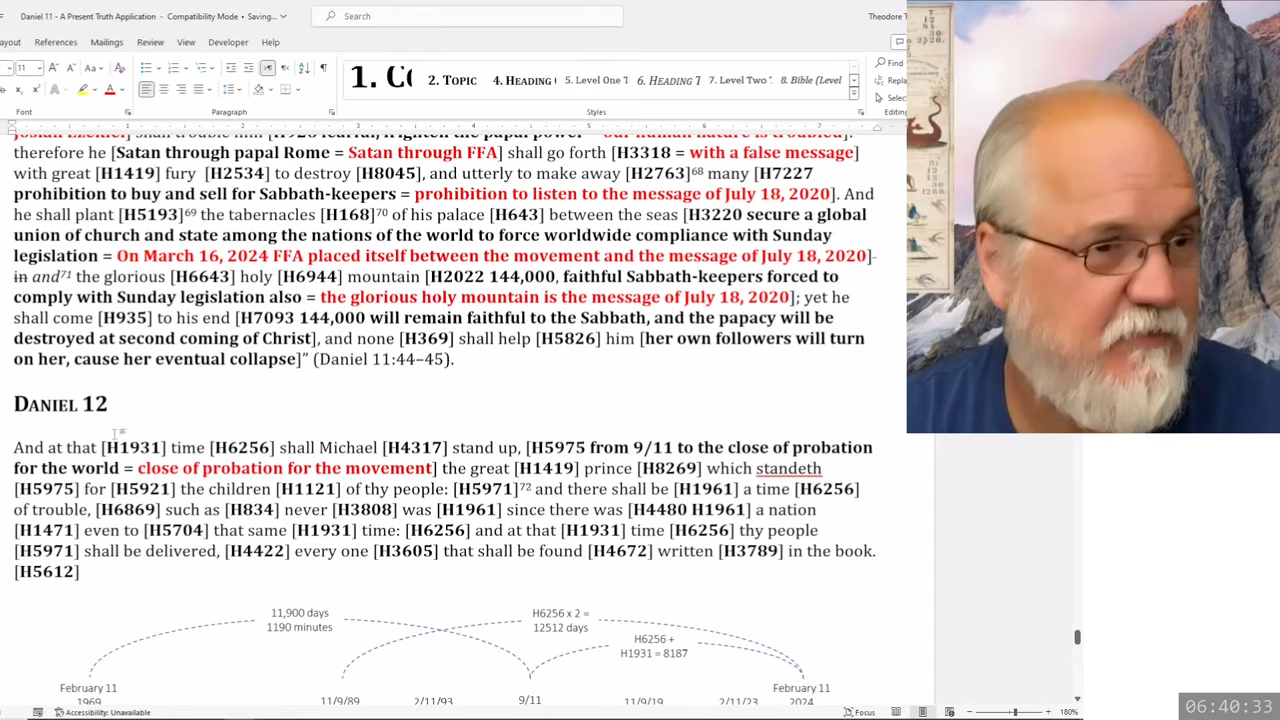 Daniel 11 - A Present Truth Application - Compatibility Mode • Saving...
Search
Theodore T
ayout References Mailings Review View Developer Help
11 A A Aa
Find
1. Co 2. Topic 4. Heading 5. Level One 6. HEADING 7. Level Two 8. Bible (Level
Repla
Select
Font Paragraph Styles Editing
1 2 3 4 5 6 7
therefore he [Satan through papal Rome = Satan through FFA] shall go forth [H3318 = with a false message]
with great [H1419] fury [H2534] to destroy [H8045], and utterly to make away [H2763]68 many [H7227
prohibition to buy and sell for Sabbath-keepers = prohibition to listen to the message of July 18, 2020]. And
he shall plant [H5193]69 the tabernacles [H168]70 of his palace [H643] between the seas [H3220 secure a global
union of church and state among the nations of the world to force worldwide compliance with Sunday
legislation = On March 16, 2024 FFA placed itself between the movement and the message of July 18, 2020]
in and71 the glorious [H6643] holy [H6944] mountain [H2022 144,000, faithful Sabbath-keepers forced to
comply with Sunday legislation also = the glorious holy mountain is the message of July 18, 2020]; yet he
shall come [H935] to his end [H7093 144,000 will remain faithful to the Sabbath, and the papacy will be
destroyed at second coming of Christ], and none [H369] shall help [H5826] him [her own followers will turn
on her, cause her eventual collapse]” (Daniel 11:44–45).
Daniel 12
And at that [H1931] time [H6256] shall Michael [H4317] stand up, [H5975 from 9/11 to the close of probation
for the world = close of probation for the movement] the great [H1419] prince [H8269] which standeth
[H5975] for [H5921] the children [H1121] of thy people: [H5971]72 and there shall be [H1961] a time [H6256]
of trouble, [H6869] such as [H834] never [H3808] was [H1961] since there was [H4480 H1961] a nation
[H1471] even to [H5704] that same [H1931] time: [H6256] and at that [H1931] time [H6256] thy people
[H5971] shall be delivered, [H4422] every one [H3605] that shall be found [H4672] written [H3789] in the book.
[H5612]
11,900 days
1190 minutes
H6256 x 2 =
12512 days
H6256 +
H1931 = 8187
February 11
1969
11/9/89 2/11/93 9/11 11/9/19 2/11/23
February 11
2024
Accessibility: Unavailable Focus 180%
06:40:33